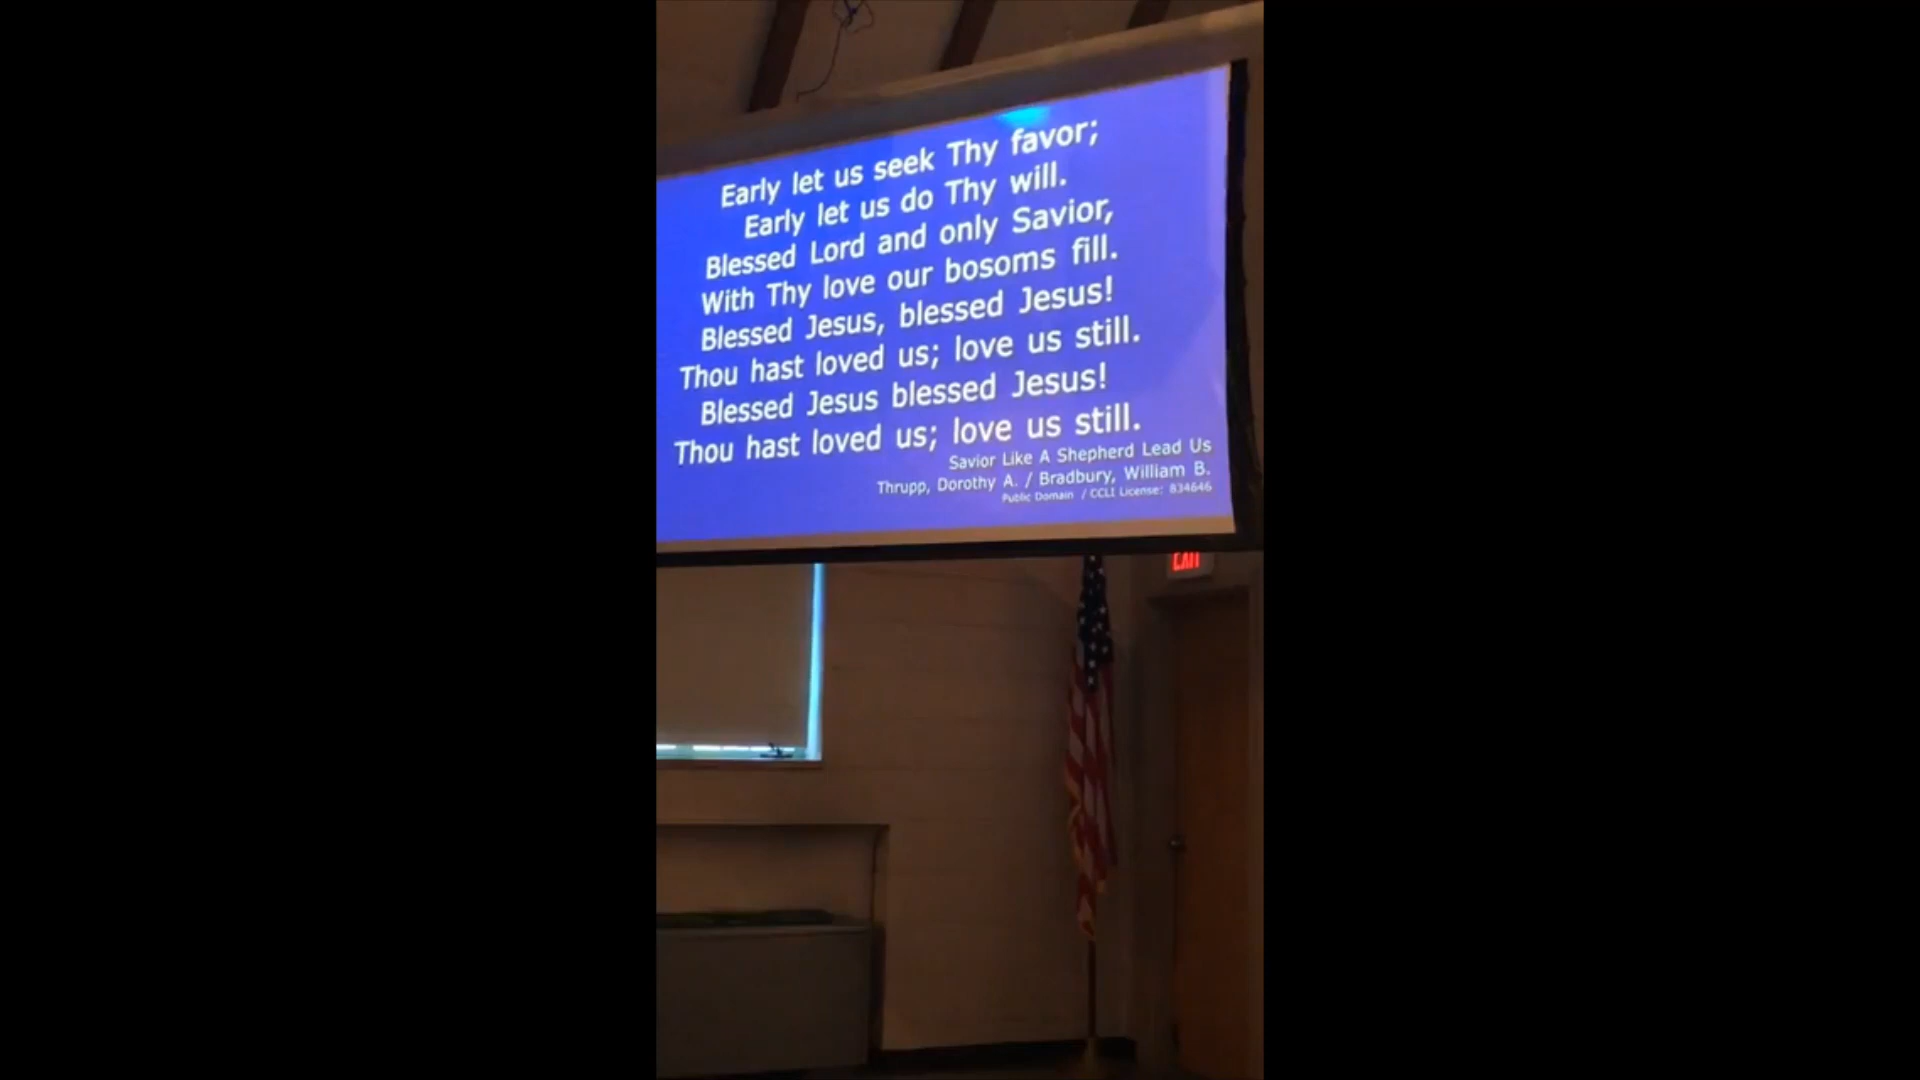 Early let us seek Thy favor;
Early let us do Thy will.
Blessed Lord and only Savior,
With Thy love our bosoms fill.
Blessed Jesus, blessed Jesus!
Thou hast loved us; love us still.
Blessed Jesus blessed Jesus!
Thou hast loved us; love us still.
Savior Like A Shepherd Lead Us
Thrupp, Dorothy A. / Bradbury, William B.
Public Domain / CCLI License: 834646
EXIT